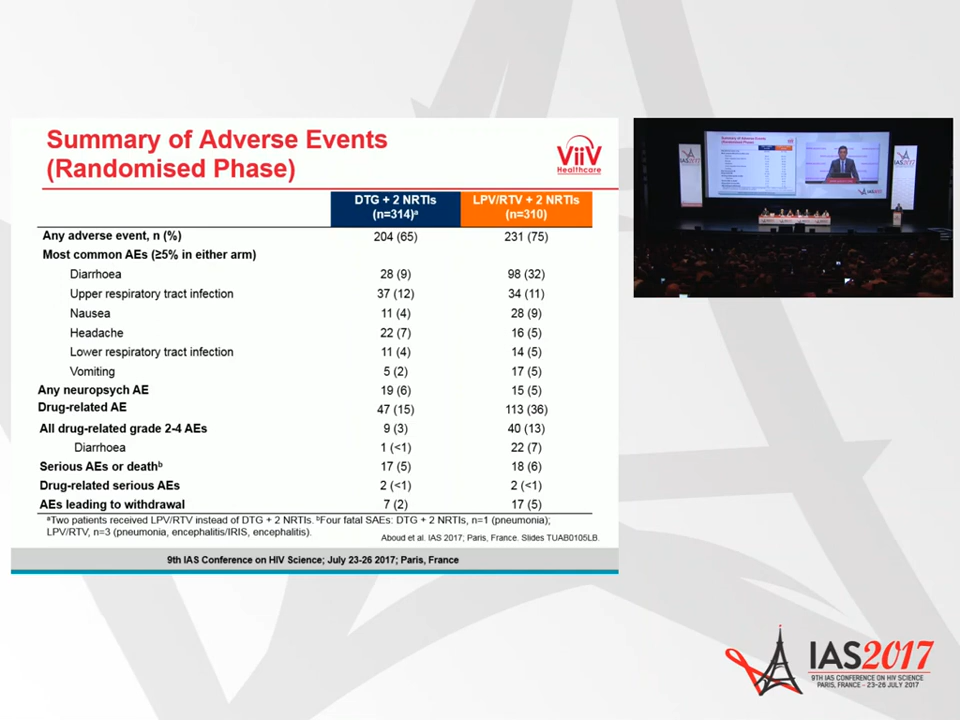 Summary of Adverse Events
(Randomised Phase)
ViiV
Healthcare
DTG + 2 NRTIs LPV/RTV + 2 NRTIs
(n=314)ᵃ (n=310)
Any adverse event, n (%) 204 (65) 231 (75)
Most common AEs (≥5% in either arm)
Diarrhoea 28 (9) 98 (32)
Upper respiratory tract infection 37 (12) 34 (11)
Nausea 11 (4) 28 (9)
Headache 22 (7) 16 (5)
Lower respiratory tract infection 11 (4) 14 (5)
Vomiting 5 (2) 17 (5)
Any neuropsych AE 19 (6) 15 (5)
Drug-related AE 47 (15) 113 (36)
All drug-related grade 2-4 AEs 9 (3) 40 (13)
Diarrhoea 1 (<1) 22 (7)
Serious AEs or deathᵇ 17 (5) 18 (6)
Drug-related serious AEs 2 (<1) 2 (<1)
AEs leading to withdrawal 7 (2) 17 (5)
ᵃTwo patients received LPV/RTV instead of DTG + 2 NRTIs. ᵇFour fatal SAEs: DTG + 2 NRTIs, n=1 (pneumonia);
LPV/RTV, n=3 (pneumonia, encephalitis/IRIS, encephalitis).
Aboud et al. IAS 2017; Paris, France. Slides TUAB0105LB.
9th IAS Conference on HIV Science; July 23-26 2017; Paris, France
IAS2017
9TH IAS CONFERENCE ON HIV SCIENCE
PARIS, FRANCE - 23-26 JULY 2017